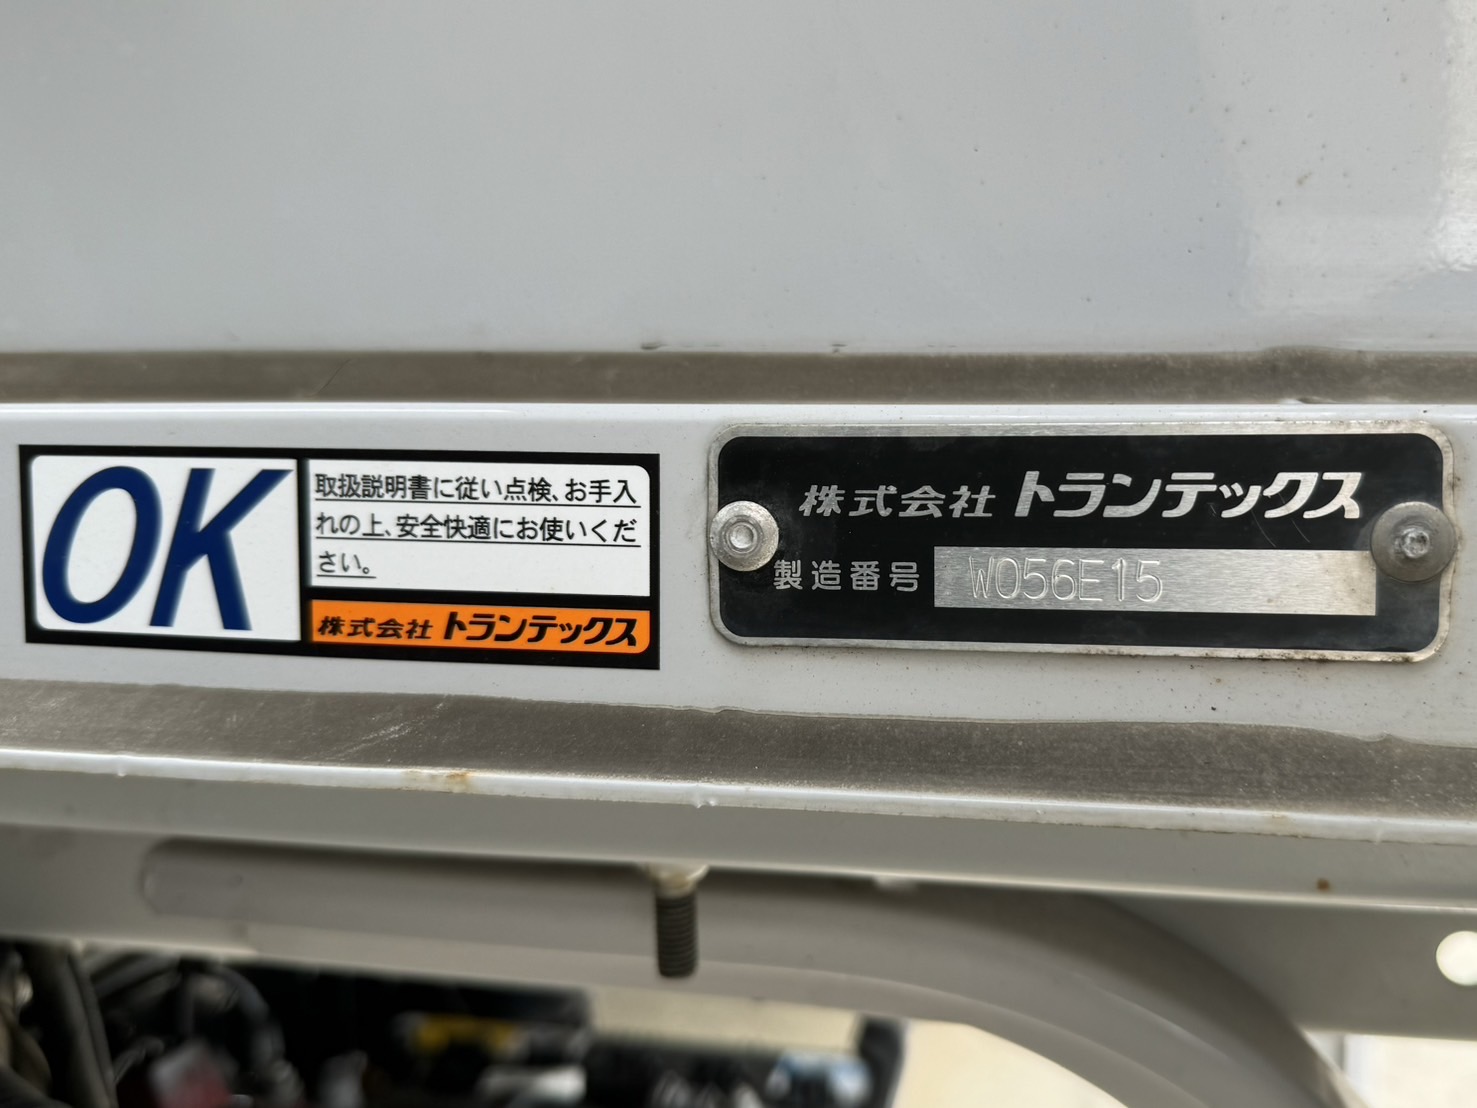 OK
取扱説明書に従い点検、お手入
れの上、安全快適にお使いくだ
さい。
株式会社 トランテックス
株式会社 トランテックス
製造番号 W056E15